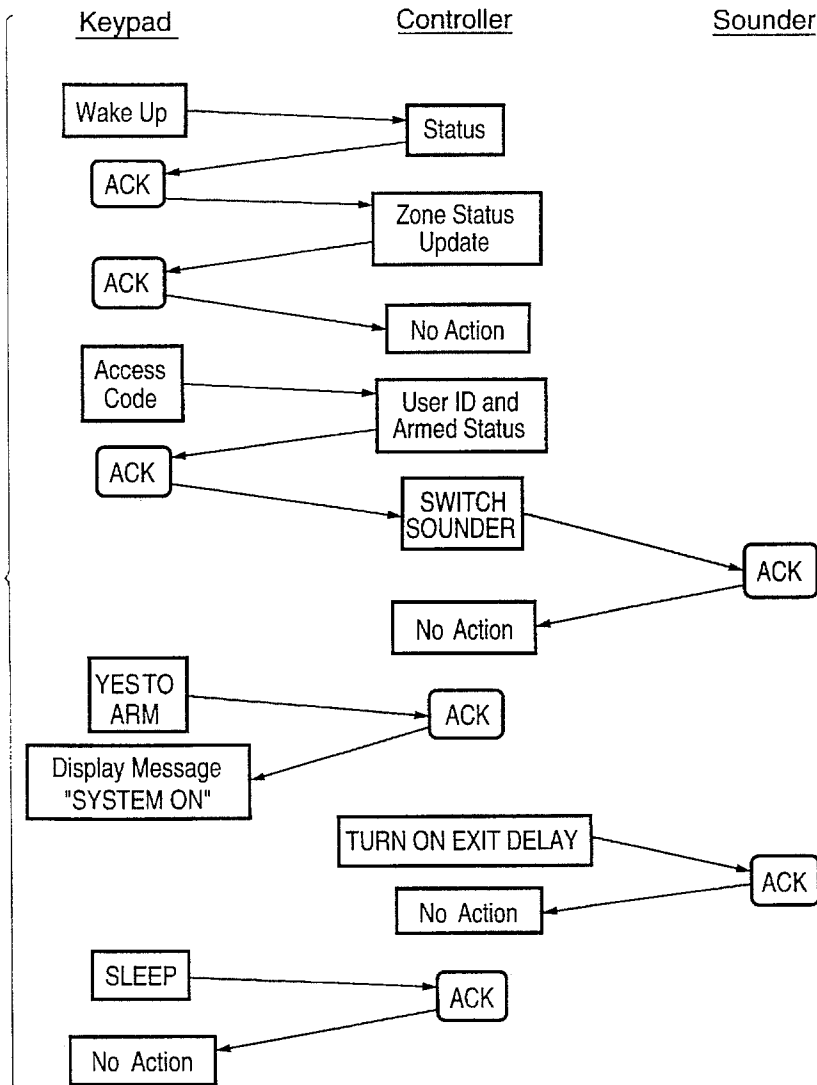 Keypad Controller Sounder
Wake Up
Status
ACK
Zone Status
Update
ACK
No Action
Access
Code
User ID and
Armed Status
ACK
SWITCH
SOUNDER
ACK
No Action
YES TO
ARM
ACK
Display Message
"SYSTEM ON"
TURN ON EXIT DELAY
ACK
No Action
SLEEP
ACK
No Action